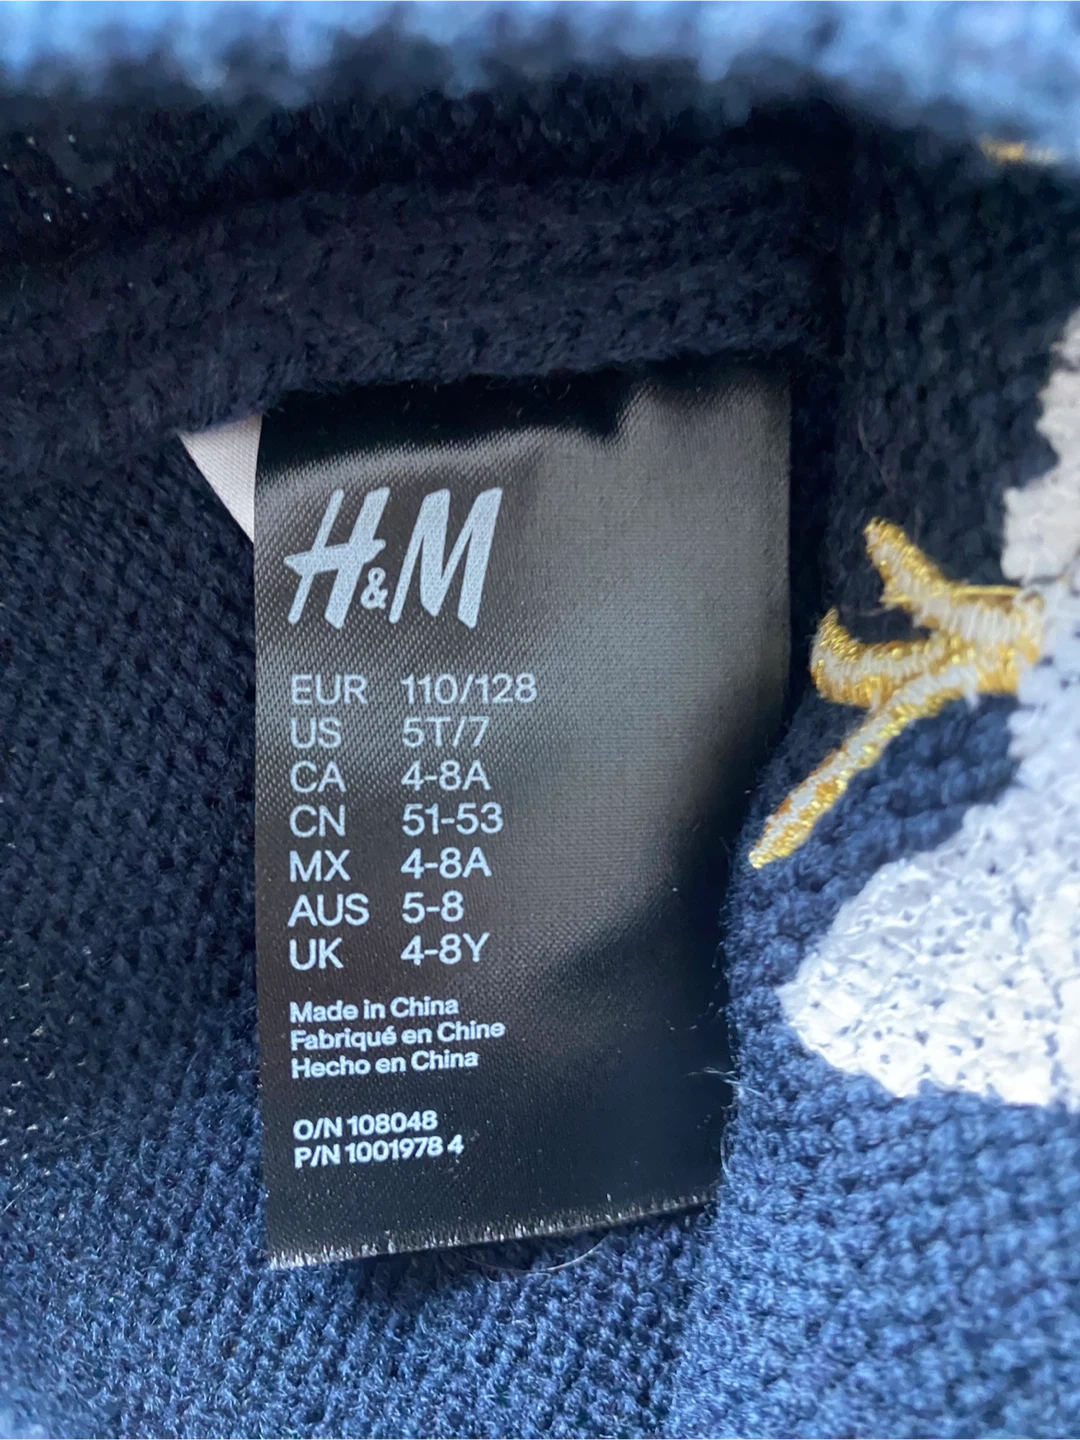 H&M
EUR 110/128
US 5T/7
CA 4-8A
CN 51-53
MX 4-8A
AUS 5-8
UK 4-8Y
Made in China
Fabriqué en Chine
Hecho en China
O/N 108048
P/N 1001978 4